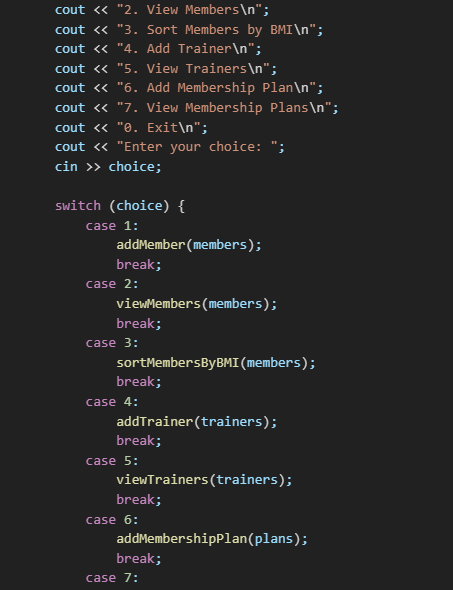 cout << "2. View Members\n";
cout << "3. Sort Members by BMI\n";
cout << "4. Add Trainer\n";
cout << "5. View Trainers\n";
cout << "6. Add Membership Plan\n";
cout << "7. View Membership Plans\n";
cout << "0. Exit\n";
cout << "Enter your choice: ";
cin >> choice;
switch (choice) {
case 1:
addMember(members);
break;
case 2:
viewMembers(members);
break;
case 3:
sortMembersByBMI(members);
break;
case 4:
addTrainer(trainers);
break;
case 5:
viewTrainers(trainers);
break;
case 6:
addMembershipPlan(plans);
break;
case 7: